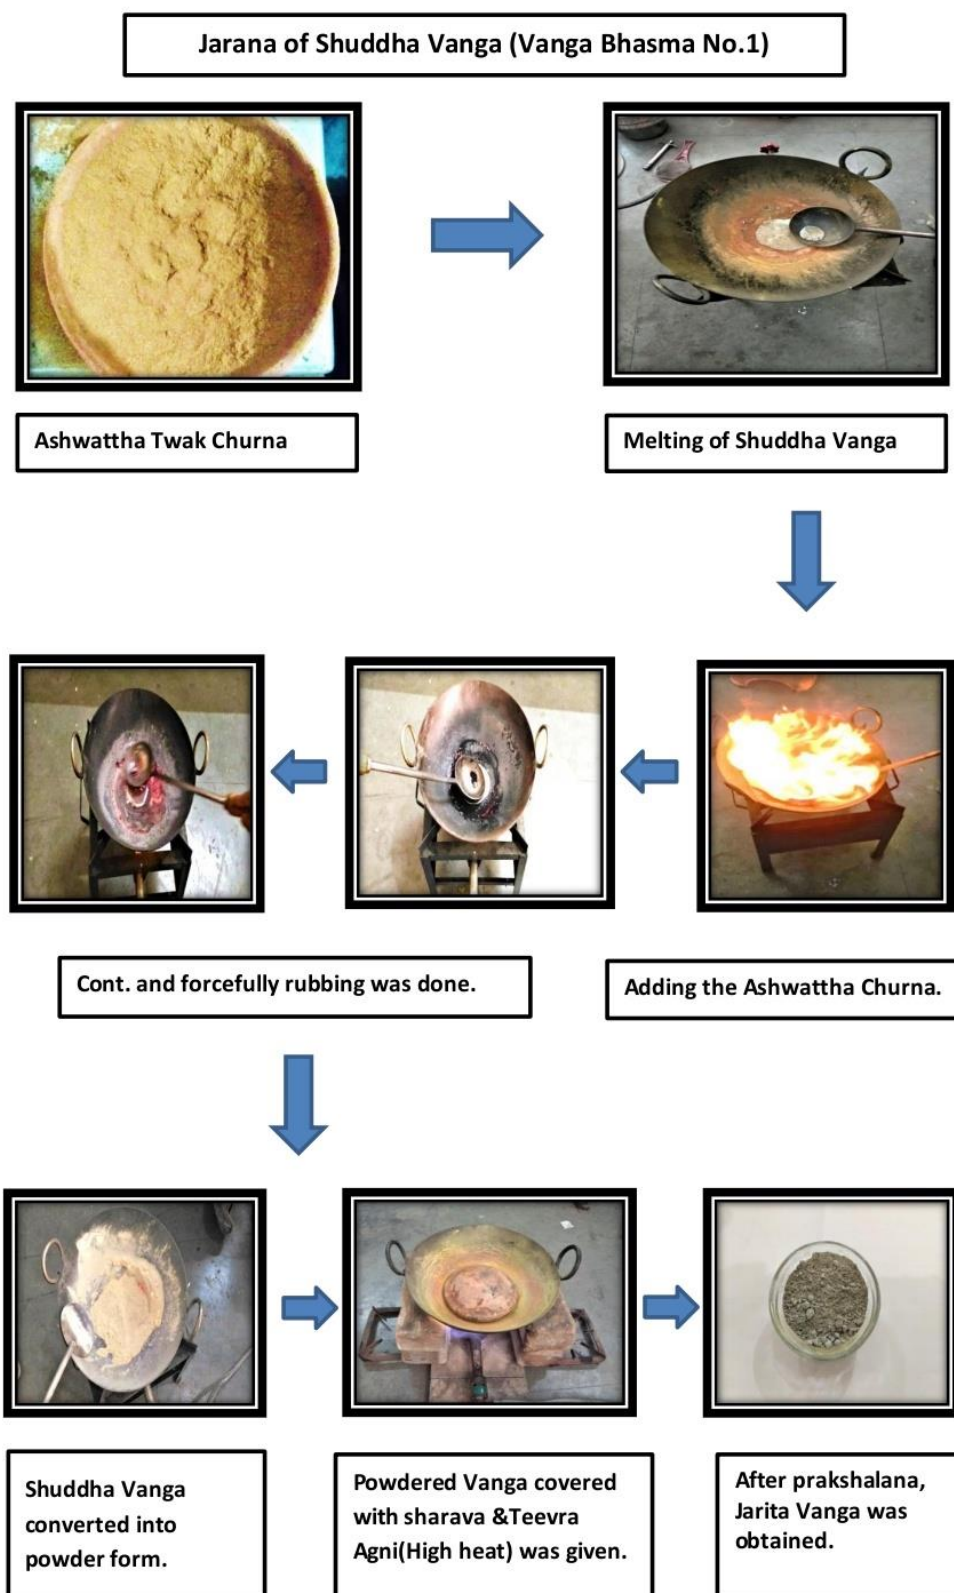 Jarana of Shuddha Vanga (Vanga Bhasma No.1)
Ashwattha Twak Churna
Melting of Shuddha Vanga
Cont. and forcefully rubbing was done.
Adding the Ashwattha Churna.
Shuddha Vanga
converted into
powder form.
Powdered Vanga covered
with sharava &Teevra
Agni(High heat) was given.
After prakshalana,
Jarita Vanga was
obtained.